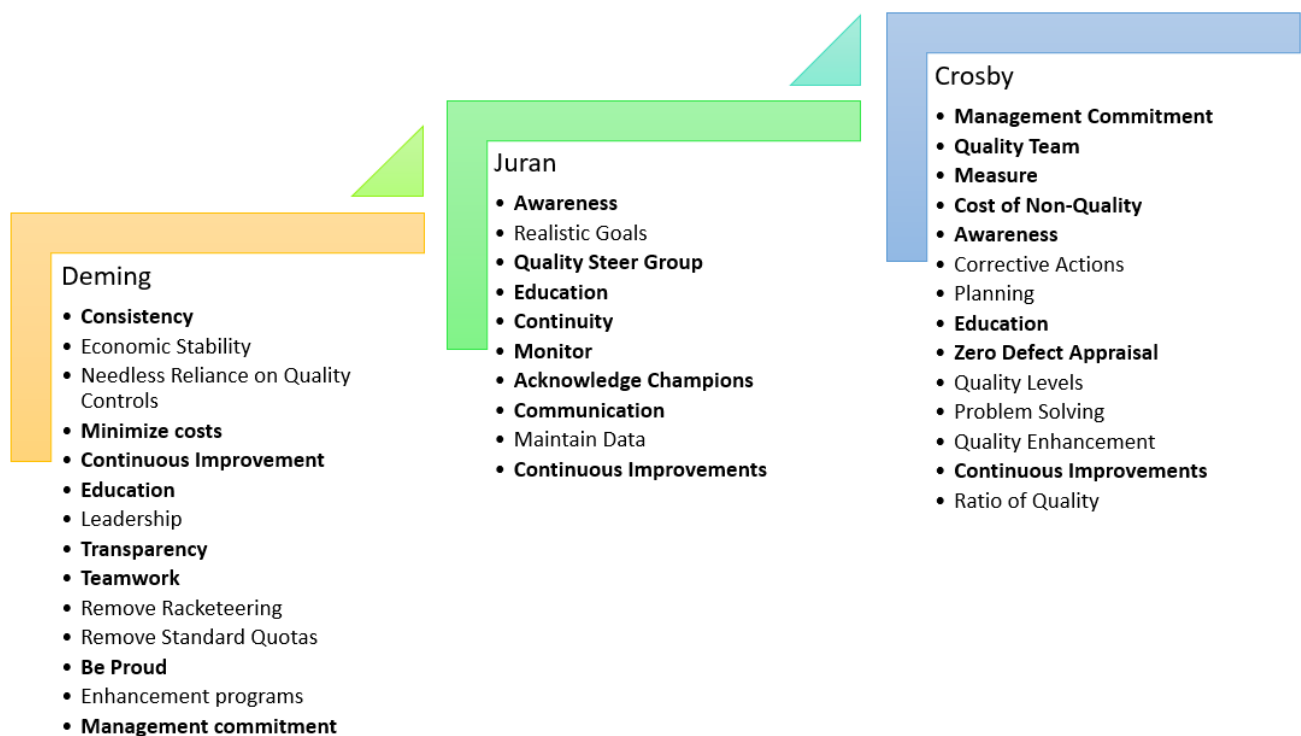 Deming
• Consistency
• Economic Stability
• Needless Reliance on Quality
Controls
• Minimize costs
• Continuous Improvement
• Education
• Leadership
• Transparency
• Teamwork
• Remove Racketeering
• Remove Standard Quotas
• Be Proud
• Enhancement programs
• Management commitment
Juran
• Awareness
• Realistic Goals
• Quality Steer Group
• Education
• Continuity
• Monitor
• Acknowledge Champions
• Communication
• Maintain Data
• Continuous Improvements
Crosby
• Management Commitment
• Quality Team
• Measure
• Cost of Non-Quality
• Awareness
• Corrective Actions
• Planning
• Education
• Zero Defect Appraisal
• Quality Levels
• Problem Solving
• Quality Enhancement
• Continuous Improvements
• Ratio of Quality